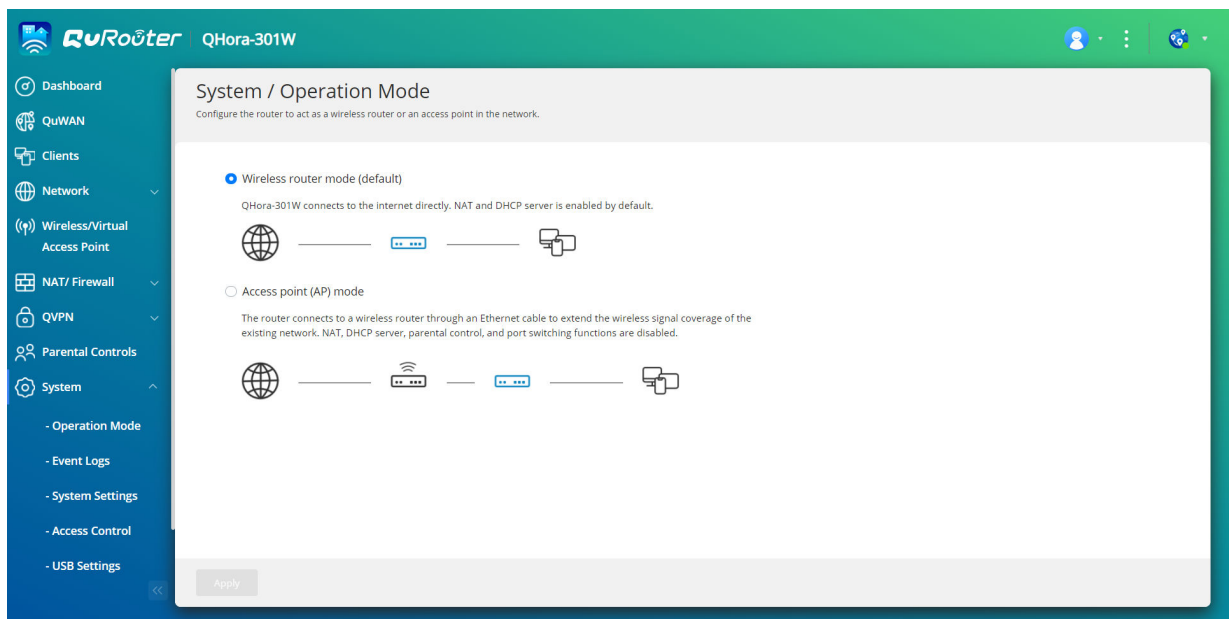 QuRouter QHora-301W
Dashboard
QuWAN
Clients
Network
Wireless/Virtual
Access Point
NAT/ Firewall
QVPN
Parental Controls
System
- Operation Mode
- Event Logs
- System Settings
- Access Control
- USB Settings
System / Operation Mode
Configure the router to act as a wireless router or an access point in the network.
Wireless router mode (default)
QHora-301W connects to the internet directly. NAT and DHCP server is enabled by default.
Access point (AP) mode
The router connects to a wireless router through an Ethernet cable to extend the wireless signal coverage of the
existing network. NAT, DHCP server, parental control, and port switching functions are disabled.
Apply